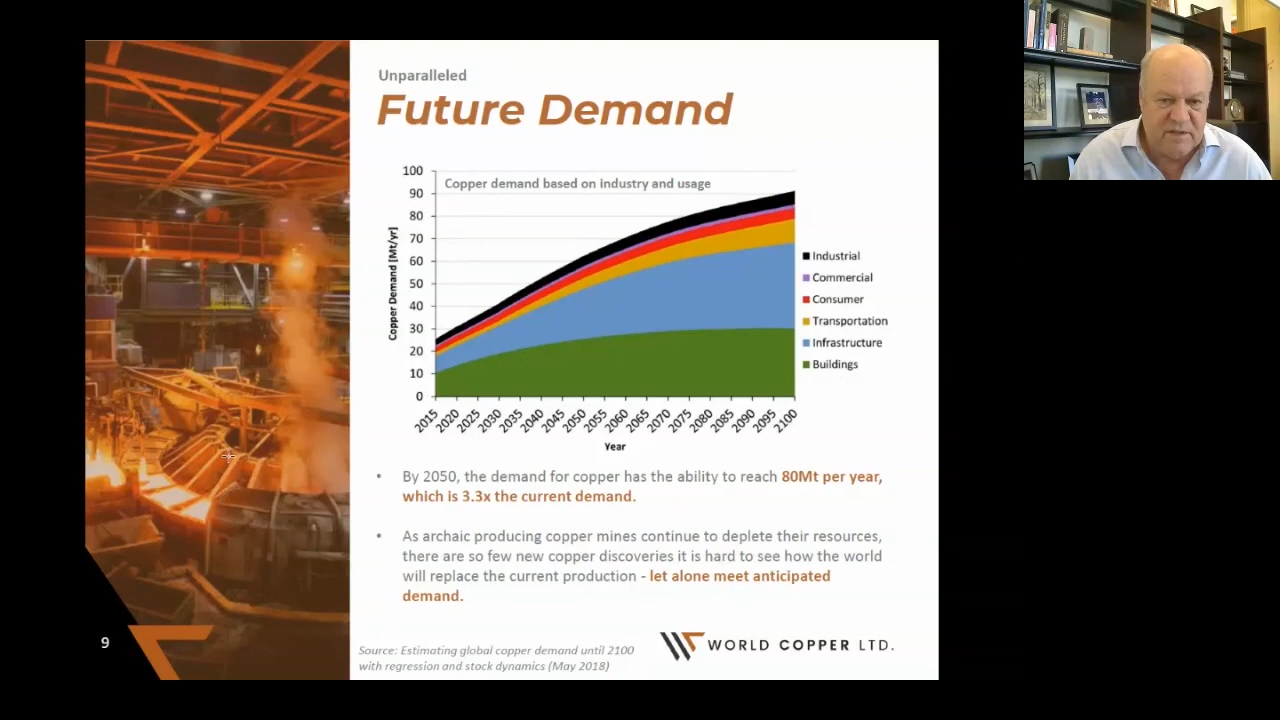 Unparalleled
Future Demand
Copper demand based on industry and usage
Copper Demand [Mt/yr]
100
90
80
70
60
50
40
30
20
10
0
2015
2020
2025
2030
2035
2040
2045
2050
2055
2060
2065
2070
2075
2080
2085
2090
2095
2100
Year
Industrial
Commercial
Consumer
Transportation
Infrastructure
Buildings
• By 2050, the demand for copper has the ability to reach 80Mt per year,
which is 3.3x the current demand.
• As archaic producing copper mines continue to deplete their resources,
there are so few new copper discoveries it is hard to see how the world
will replace the current production - let alone meet anticipated
demand.
9
Source: Estimating global copper demand until 2100
with regression and stock dynamics (May 2018)
WORLD COPPER LTD.